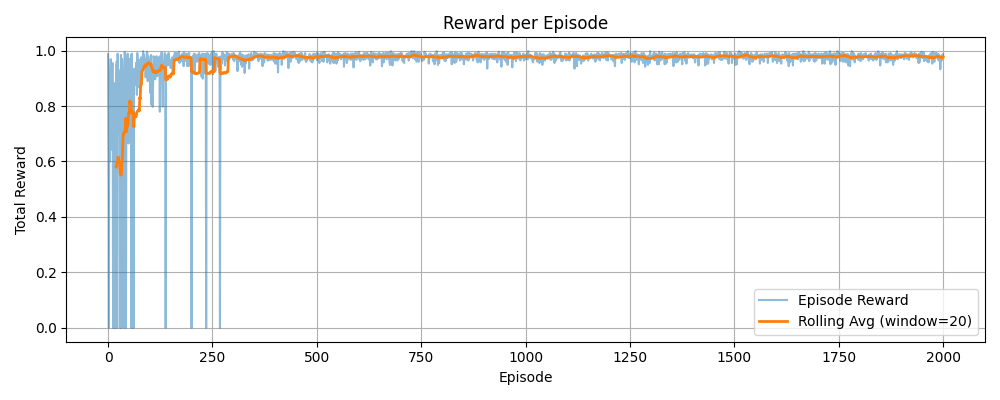 Reward per Episode
1.0
0.8
0.6
0.4
0.2
0.0
Total Reward
0 250 500 750 1000 1250 1500 1750 2000
Episode
Episode Reward
Rolling Avg (window=20)